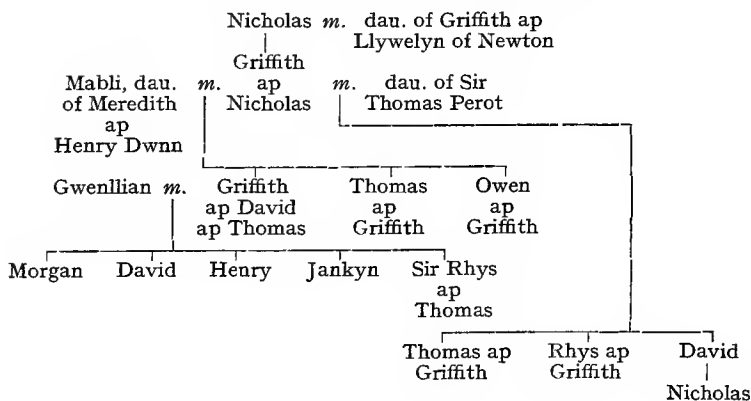 Nicholas m. dau. of Griffith ap
Llywelyn of Newton
Griffith
ap
Nicholas
Mabli, dau. m.
of Meredith
ap
Henry Dwnn
m. dau. of Sir
Thomas Perot
Gwenllian m.
Griffith
ap David
ap Thomas
Thomas
ap
Griffith
Owen
ap
Griffith
Morgan
David
Henry
Jankyn
Sir Rhys
ap
Thomas
Thomas ap
Griffith
Rhys ap
Griffith
David
Nicholas